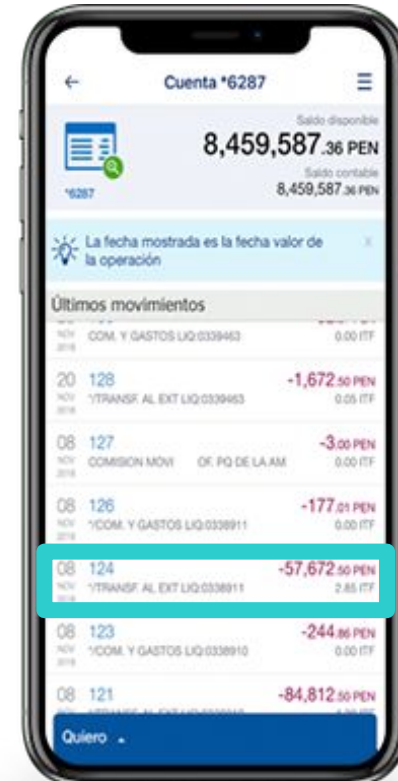 Cuenta *6287
Saldo disponible
8,459,587.36 PEN
Saldo contable
8,459,587.36 PEN
*6287
La fecha mostrada es la fecha valor de
la operación
x
Últimos movimientos
NOV COM. Y GASTOS LIQ:0339463 0.00 ITF
2018
20 128 -1,672.50 PEN
NOV */TRANSF. AL EXT LIQ:0339463 0.05 ITF
2018
08 127 -3.00 PEN
NOV COMISION MOVI OF. PQ DE LA AM 0.00 ITF
2018
08 126 -177.01 PEN
NOV */COM. Y GASTOS LIQ:0338911 0.00 ITF
2018
08 124 -57,672.50 PEN
NOV */TRANSF. AL EXT LIQ:0338911 2.85 ITF
08 123 -244.86 PEN
NOV */COM. Y GASTOS LIQ:0338910 0.00 ITF
2018
08 121 -84,812.50 PEN
Quiero